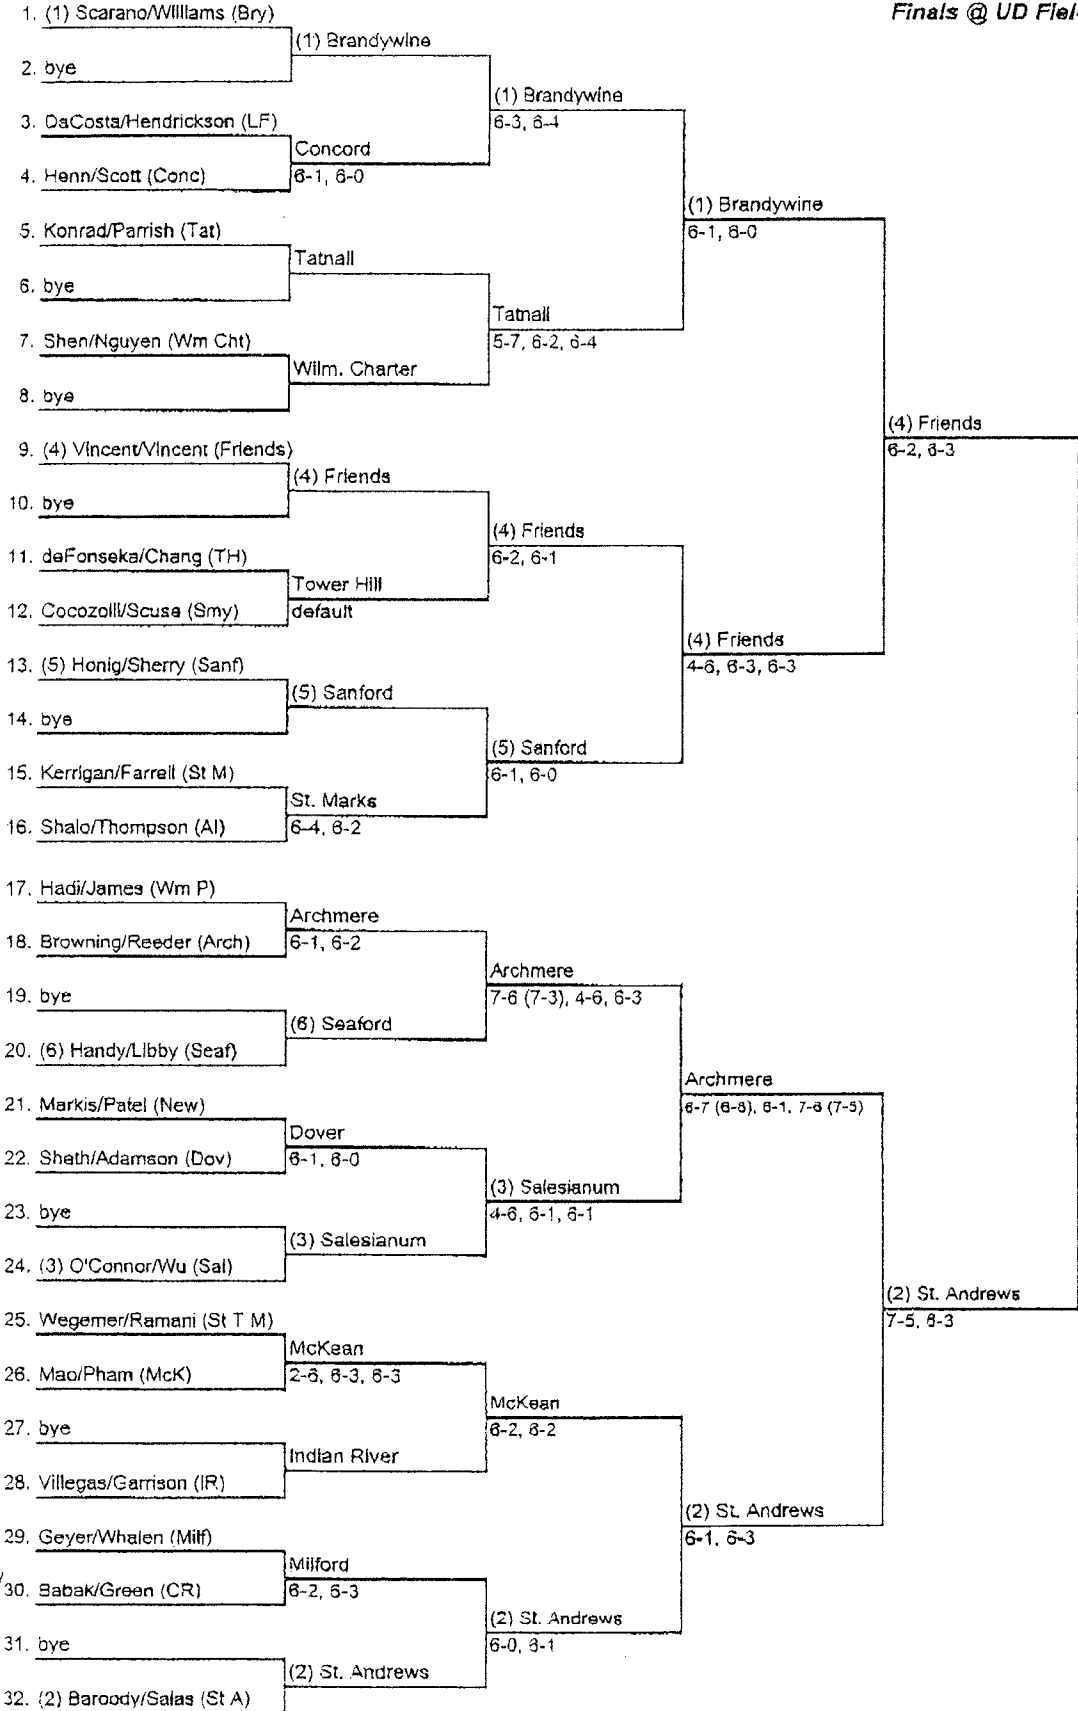 Finals @ UD Fiel
1. (1) Scarano/Williams (Bry)
(1) Brandywine
2. bye
(1) Brandywine
6-3, 6-4
3. DaCosta/Hendrickson (LF)
Concord
6-1, 6-0
4. Henn/Scott (Conc)
(1) Brandywine
6-1, 6-0
5. Konrad/Parrish (Tat)
Tatnall
6. bye
Tatnall
5-7, 6-2, 6-4
7. Shen/Nguyen (Wm Cht)
Wilm. Charter
8. bye
(4) Friends
6-2, 6-3
9. (4) Vincent/Vincent (Friends)
(4) Friends
10. bye
(4) Friends
6-2, 6-1
11. deFonseka/Chang (TH)
Tower Hill
default
12. Cocozolli/Scuse (Smy)
(4) Friends
4-6, 6-3, 6-3
13. (5) Honig/Sherry (Sanf)
(5) Sanford
14. bye
(5) Sanford
6-1, 6-0
15. Kerrigan/Farrell (St M)
St. Marks
6-4, 6-2
16. Shalo/Thompson (AI)
17. Hadi/James (Wm P)
Archmere
6-1, 6-2
18. Browning/Reeder (Arch)
Archmere
7-6 (7-3), 4-6, 6-3
19. bye
(6) Seaford
20. (6) Handy/Libby (Seaf)
Archmere
6-7 (6-8), 6-1, 7-6 (7-5)
21. Markis/Patel (New)
Dover
6-1, 6-0
22. Sheth/Adamson (Dov)
(3) Salesianum
4-6, 6-1, 6-1
23. bye
(3) Salesianum
24. (3) O'Connor/Wu (Sal)
(2) St. Andrews
7-5, 6-3
25. Wegemer/Ramani (St T M)
McKean
2-6, 6-3, 6-3
26. Mao/Pham (McK)
McKean
6-2, 6-2
27. bye
Indian River
28. Villegas/Garrison (IR)
(2) St. Andrews
6-1, 6-3
29. Geyer/Whalen (Milf)
Milford
6-2, 6-3
30. Babak/Green (CR)
(2) St. Andrews
6-0, 6-1
31. bye
(2) St. Andrews
32. (2) Baroody/Salas (St A)